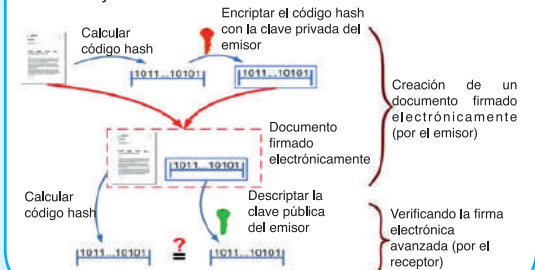 Calcular
código hash
Encriptar el código hash
con la clave privada del
emisor
1011...10101
1011...10101
Creación de un
documento firmado
electrónicamente
(por el emisor)
Documento
firmado
electrónicamente
1011...10101
Calcular
código hash
Descriptar la
clave pública
del emisor
Verificando la firma
electrónica
avanzada (por el
receptor)
1011...10101
?
=
1011...10101